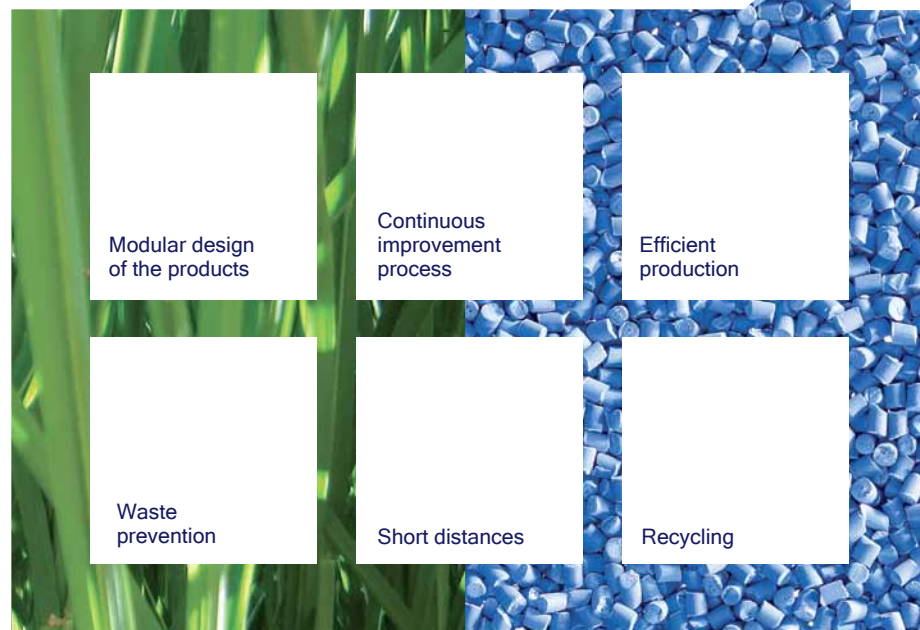 Modular design
of the products
Continuous
improvement
process
Efficient
production
Waste
prevention
Short distances
Recycling